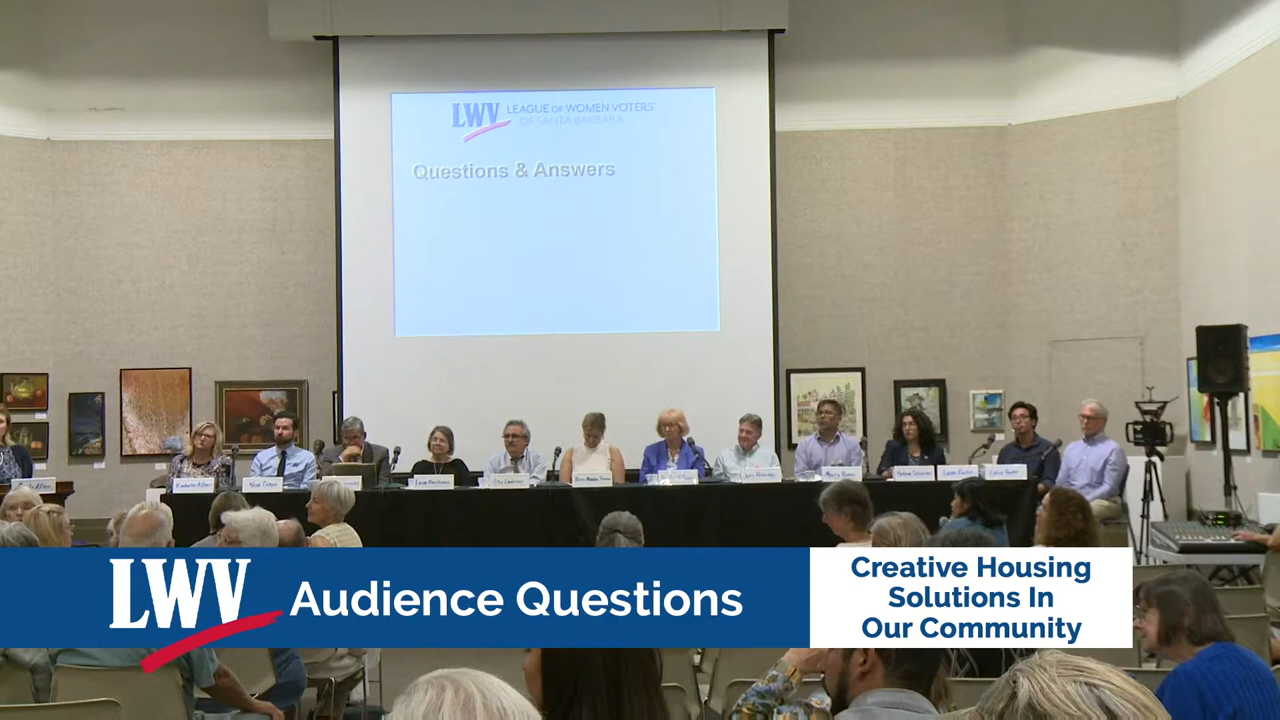 LWV LEAGUE OF WOMEN VOTERS®
OF SANTA BARBARA
Questions & Answers
LWV Audience Questions
Creative Housing
Solutions In
Our Community